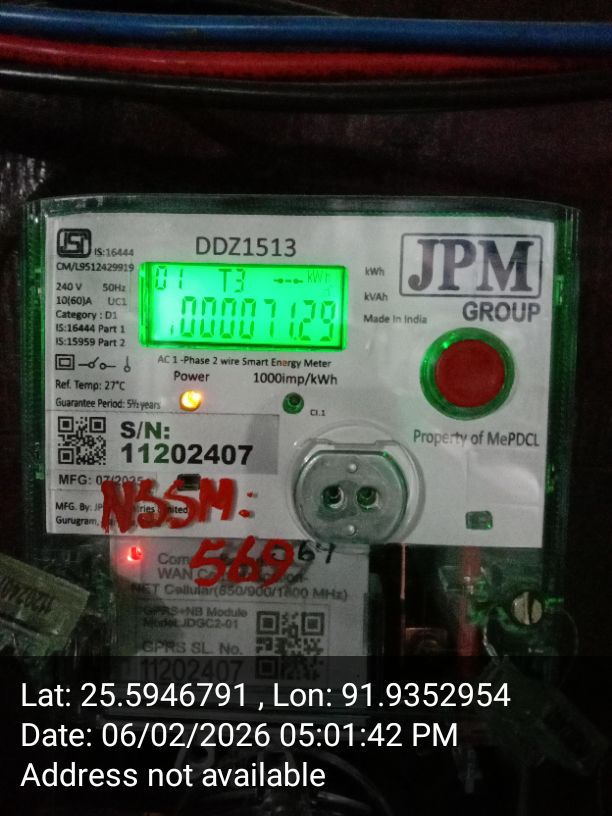 IS:16444
CM/L9512429919
DDZ1513
240 V 50Hz
10(60)A UC1
Category : D1
IS:16444 Part 1
IS:15959 Part 2
01 T3 kWh
00007129
kWh
kVAh
Made In India
JPM
GROUP
AC 1 -Phase 2 wire Smart Energy Meter
Ref. Temp: 27°C
Guarantee Period: 5½ years
Power
1000imp/kWh
Cl.1
S/N:
11202407
Property of MePDCL
MFG: 07/2025
MFG. By: JP
Gurugram,
NSSM:
569
64
WAN
NET Cellular(850/900/1800 MHz)
GPRS+NB Module
Model: JDGC2-01
GPRS SL. No.
11202407
Lat: 25.5946791 , Lon: 91.9352954
Date: 06/02/2026 05:01:42 PM
Address not available